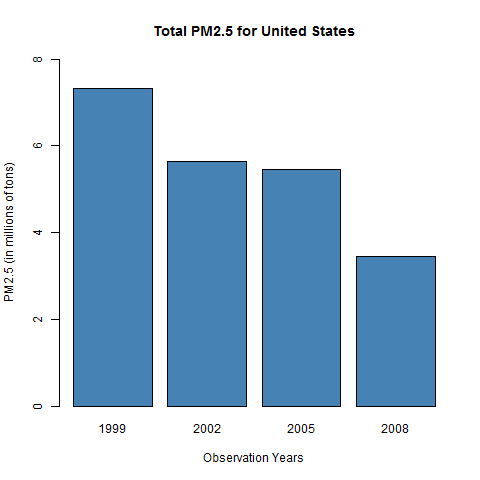 Total PM2.5 for United States
PM2.5 (in millions of tons)
8
6
4
2
0
1999 2002 2005 2008
Observation Years